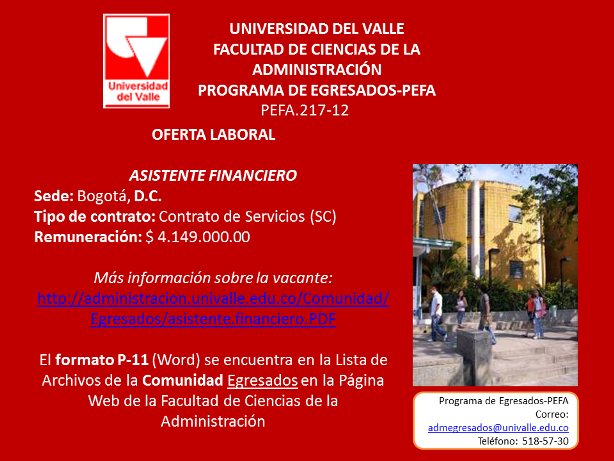 Universidad
del Valle
UNIVERSIDAD DEL VALLE
FACULTAD DE CIENCIAS DE LA
ADMINISTRACIÓN
PROGRAMA DE EGRESADOS-PEFA
PEFA.217-12
OFERTA LABORAL
ASISTENTE FINANCIERO
Sede: Bogotá, D.C.
Tipo de contrato: Contrato de Servicios (SC)
Remuneración: $ 4.149.000.00
Más información sobre la vacante:
http://administracion.univalle.edu.co/Comunidad/
Egresados/asistente.financiero.PDF
El formato P-11 (Word) se encuentra en la Lista de
Archivos de la Comunidad Egresados en la Página
Web de la Facultad de Ciencias de la
Administración
Programa de Egresados-PEFA
Correo:
admegresados@univalle.edu.co
Teléfono: 518-57-30